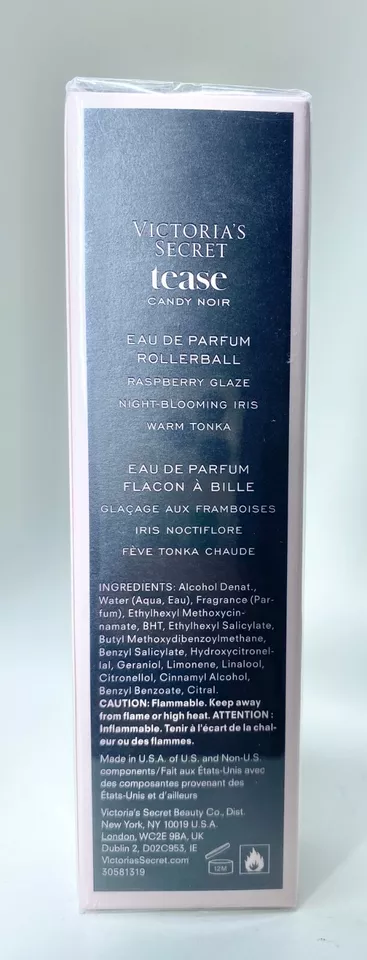 VICTORIA'S
SECRET
tease
CANDY NOIR
EAU DE PARFUM
ROLLERBALL
RASPBERRY GLAZE
NIGHT-BLOOMING IRIS
WARM TONKA
EAU DE PARFUM
FLACON À BILLE
GLAÇAGE AUX FRAMBOISES
IRIS NOCTIFLORE
FÈVE TONKA CHAUDE
INGREDIENTS: Alcohol Denat.,
Water (Aqua, Eau), Fragrance (Par-
fum), Ethylhexyl Methoxycin-
namate, BHT, Ethylhexyl Salicylate,
Butyl Methoxydibenzoylmethane,
Benzyl Salicylate, Hydroxycitronel-
lal, Geraniol, Limonene, Linalool,
Citronellol, Cinnamyl Alcohol,
Benzyl Benzoate, Citral.
CAUTION: Flammable. Keep away
from flame or high heat. ATTENTION :
Inflammable. Tenir à l'écart de la chal-
eur ou des flammes.
Made in U.S.A. of U.S. and Non-U.S.
components/Fait aux États-Unis avec
des composantes provenant des
États-Unis et d'ailleurs
Victoria's Secret Beauty Co., Dist.
New York, NY 10019 U.S.A.
London, WC2E 9BA, UK
Dublin 2, D02C953, IE
VictoriasSecret.com
30581319
12M